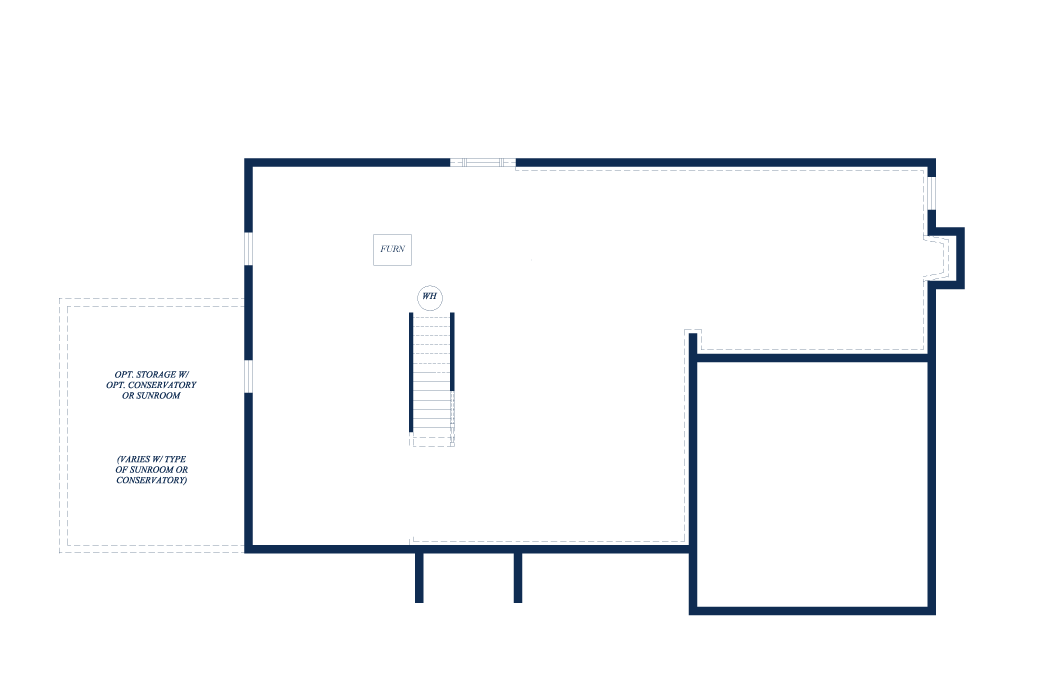 FURN
WH
OPT. STORAGE W/
OPT. CONSERVATORY
OR SUNROOM
(VARIES W/ TYPE
OF SUNROOM OR
CONSERVATORY)